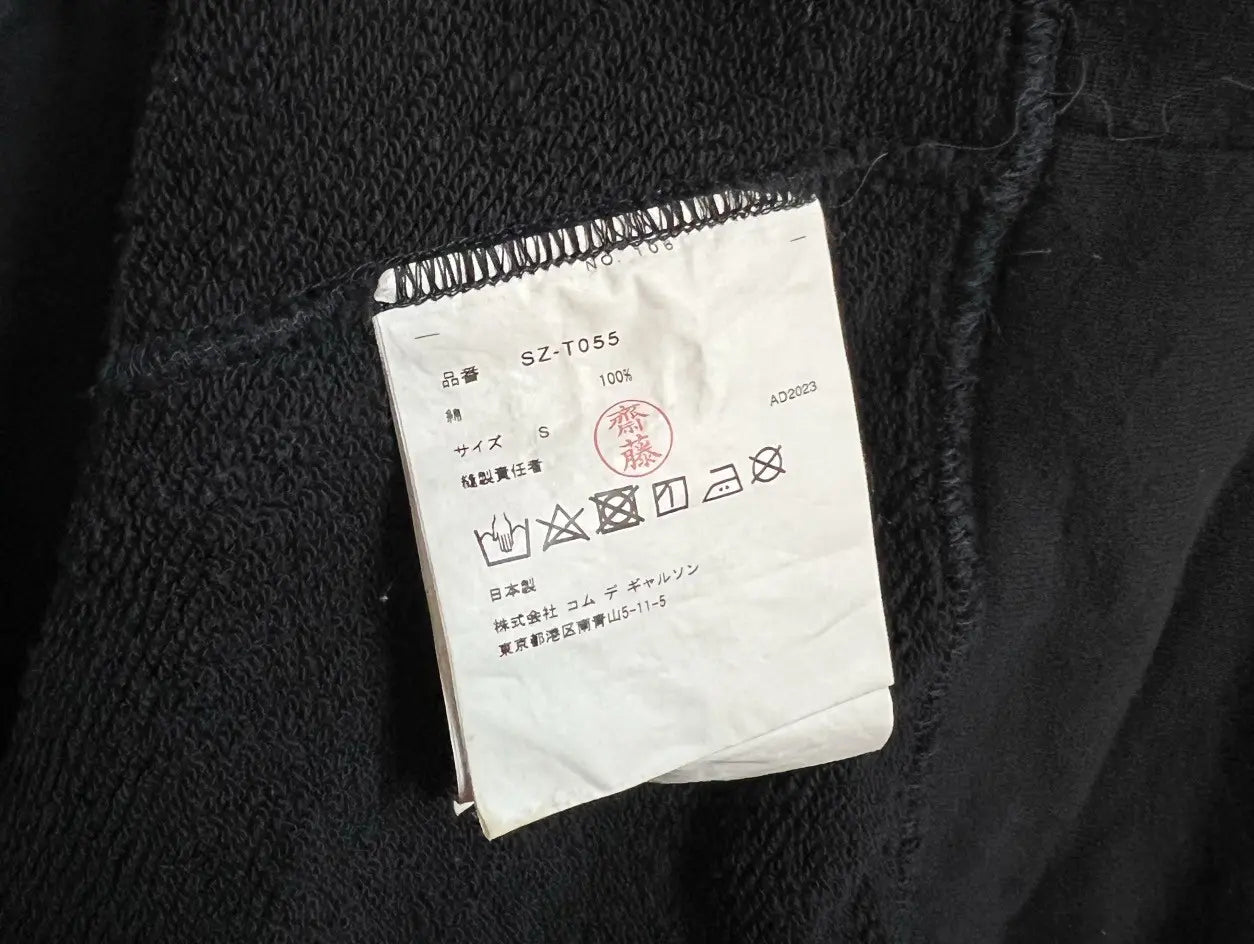 NO. 166
品番 SZ-T055
綿 100%
サイズ S AD2023
縫製責任者 齋藤
日本製
株式会社 コム デ ギャルソン
東京都港区南青山5-11-5